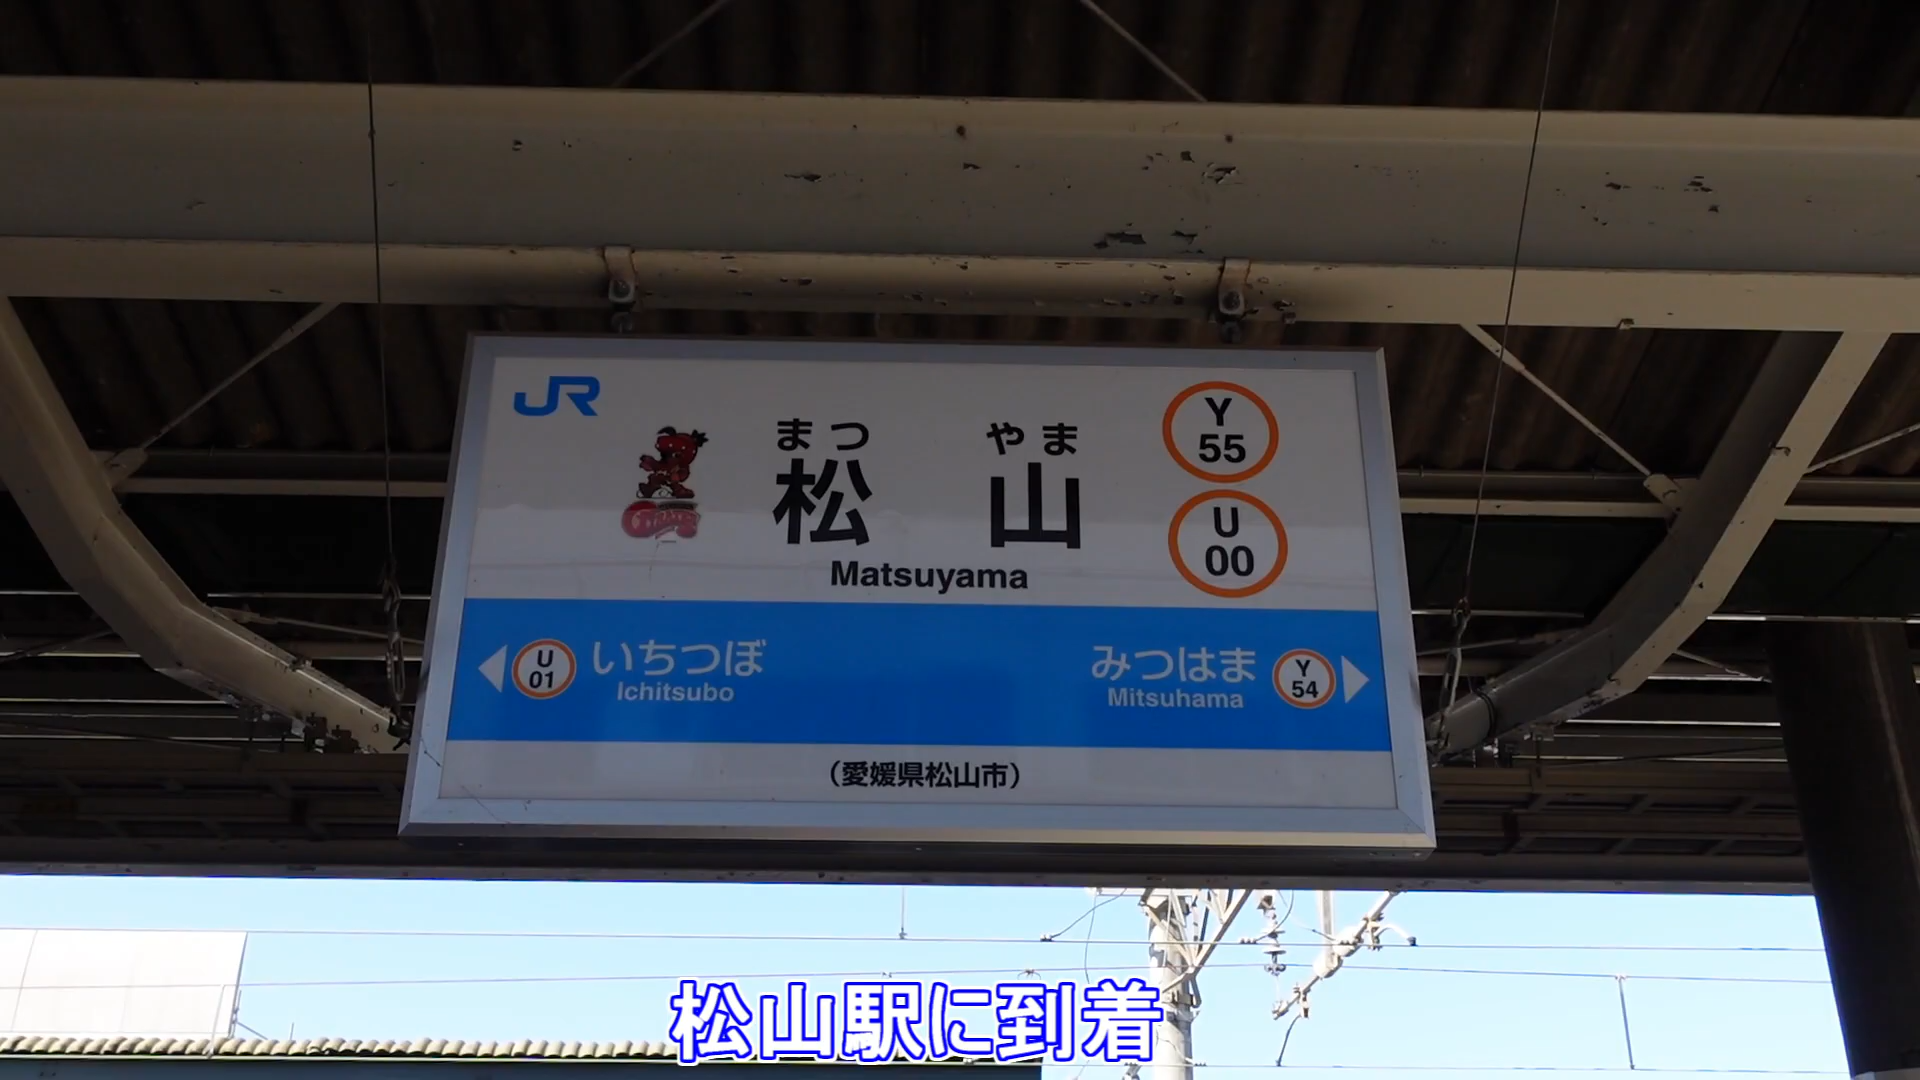 JR
まつ やま
松 山
Matsuyama
Y
55
U
00
U
01
いちつぼ
Ichitsubo
みつはま
Mitsuhama
Y
54
（愛媛県松山市）
松山駅に到着